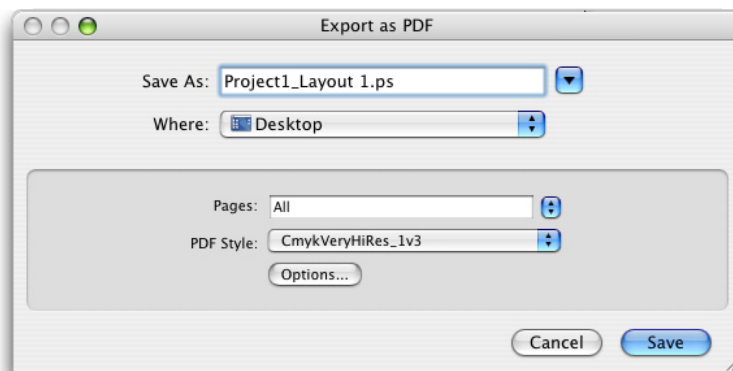 Export as PDF
Save As: Project1_Layout 1.ps
Where: Desktop
Pages: All
PDF Style: CmykVeryHiRes_1v3
Options...
Cancel Save